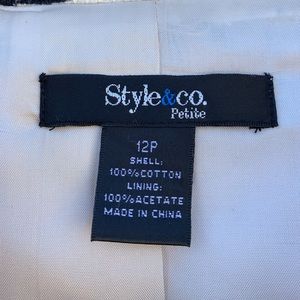 Style&co.
Petite
12P
SHELL:
100%COTTON
LINING:
100%ACETATE
MADE IN CHINA